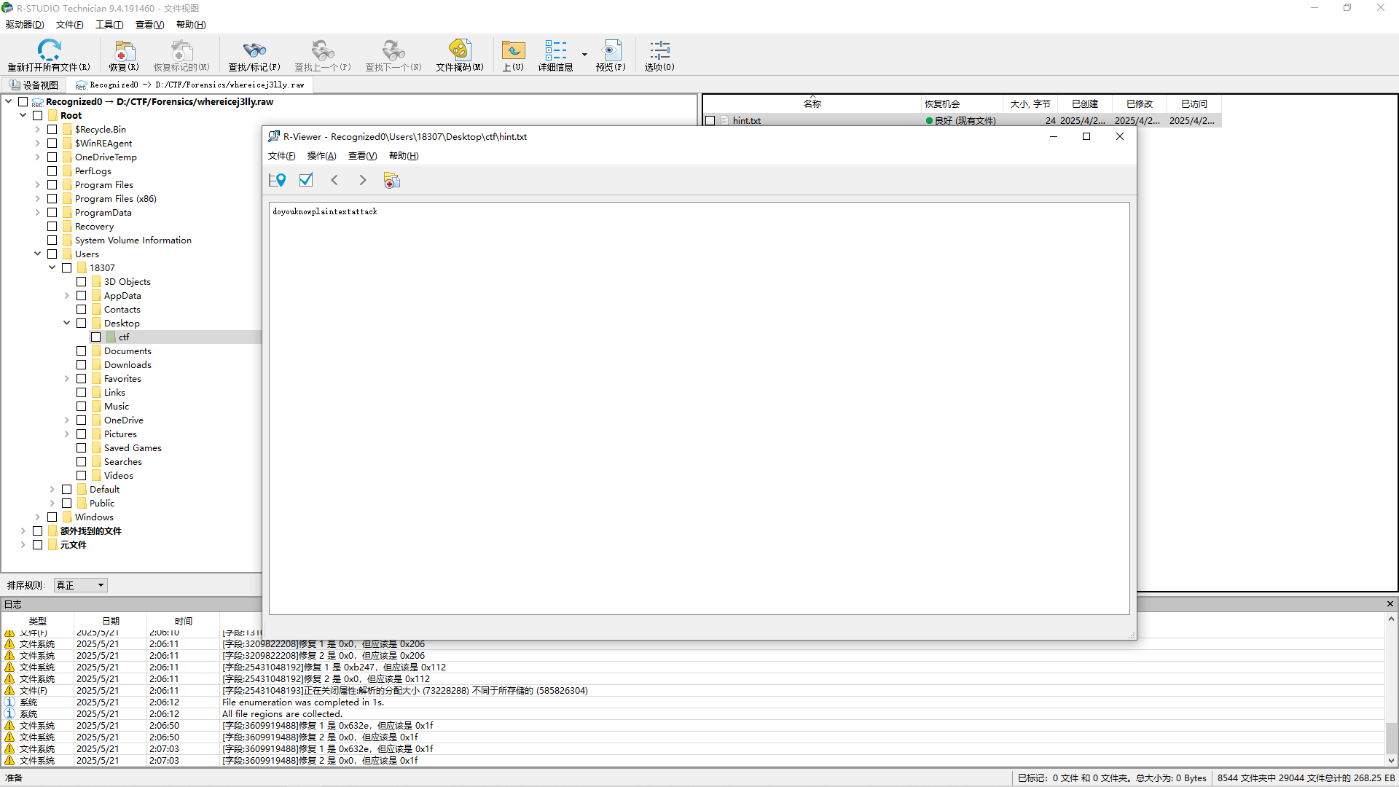 R-STUDIO Technician 9.4.191460 - 文件视图
驱动器(D) 文件(F) 工具(T) 查看(V) 帮助(H)
重新打开所有文件(R) 恢复(R) 恢复标记的(M) 查找/标记(F) 查找上一个(P) 查找下一个(N) 文件掩码(M) 上(U) 详细信息 预览(P) 选项(O)
设备视图 Recognized0 -> D:/CTF/Forensics/whereicej3lly.raw
Recognized0 → D:/CTF/Forensics/whereicej3lly.raw
Root
$Recycle.Bin
$WinREAgent
OneDriveTemp
PerfLogs
Program Files
Program Files (x86)
ProgramData
Recovery
System Volume Information
Users
18307
3D Objects
AppData
Contacts
Desktop
ctf
Documents
Downloads
Favorites
Links
Music
OneDrive
Pictures
Saved Games
Searches
Videos
Default
Public
Windows
额外找到的文件
元文件
排序规则: 真正
名称 恢复机会 大小, 字节 已创建 已修改 已访问
hint.txt 良好 (现有文件) 24 2025/4/2... 2025/4/2... 2025/4/2...
R-Viewer - Recognized0\Users\18307\Desktop\ctf\hint.txt
文件(F) 操作(A) 查看(V) 帮助(H)
doyouknowplaintextattack
日志
类型 日期 时间
文件(F) 2025/5/21 2:06:10
文件系统 2025/5/21 2:06:11 [字段:3209822208]修复 1 是 0x0，但应该是 0x206
文件系统 2025/5/21 2:06:11 [字段:3209822208]修复 2 是 0x0，但应该是 0x206
文件系统 2025/5/21 2:06:11 [字段:25431048192]修复 1 是 0xb247，但应该是 0x112
文件系统 2025/5/21 2:06:11 [字段:25431048192]修复 2 是 0x0，但应该是 0x112
文件(F) 2025/5/21 2:06:11 [字段:25431048193]正在关闭属性:解析的分配大小 (73228288) 不同于所存储的 (585826304)
系统 2025/5/21 2:06:12 File enumeration was completed in 1s.
系统 2025/5/21 2:06:12 All file regions are collected.
文件系统 2025/5/21 2:06:50 [字段:3609919488]修复 1 是 0x632e，但应该是 0x1f
文件系统 2025/5/21 2:06:50 [字段:3609919488]修复 2 是 0x0，但应该是 0x1f
文件系统 2025/5/21 2:07:03 [字段:3609919488]修复 1 是 0x632e，但应该是 0x1f
文件系统 2025/5/21 2:07:03 [字段:3609919488]修复 2 是 0x0，但应该是 0x1f
准备 已标记：0 文件 和 0 文件夹。总大小为: 0 Bytes 8544 文件夹中 29044 文件总计的 268.25 EB